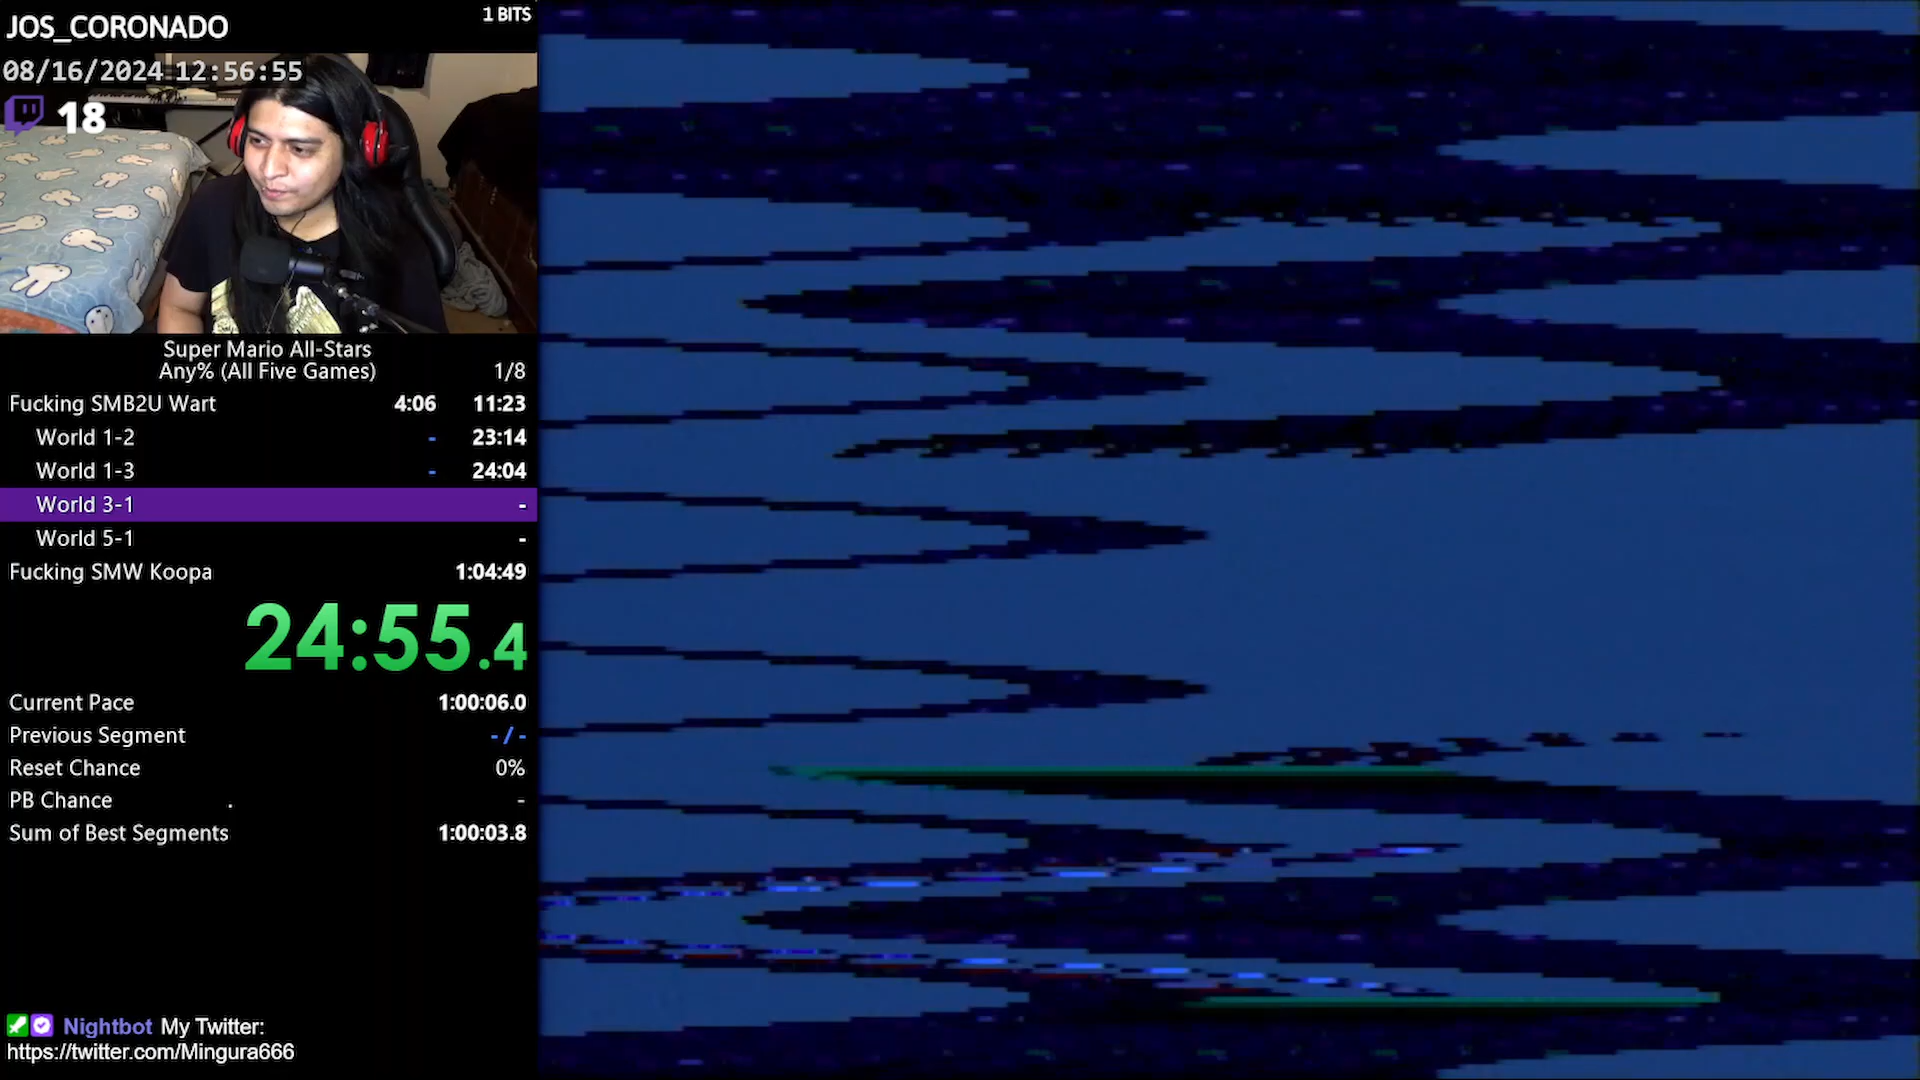 JOS_CORONADO
1 BITS
08/16/2024 12:56:55
18
Super Mario All-Stars
Any% (All Five Games) 1/8
Fucking SMB2U Wart 4:06 11:23
World 1-2 - 23:14
World 1-3 - 24:04
World 3-1 -
World 5-1 -
Fucking SMW Koopa 1:04:49
24:55.4
Current Pace 1:00:06.0
Previous Segment - / -
Reset Chance 0%
PB Chance . -
Sum of Best Segments 1:00:03.8
Nightbot My Twitter:
https://twitter.com/Mingura666